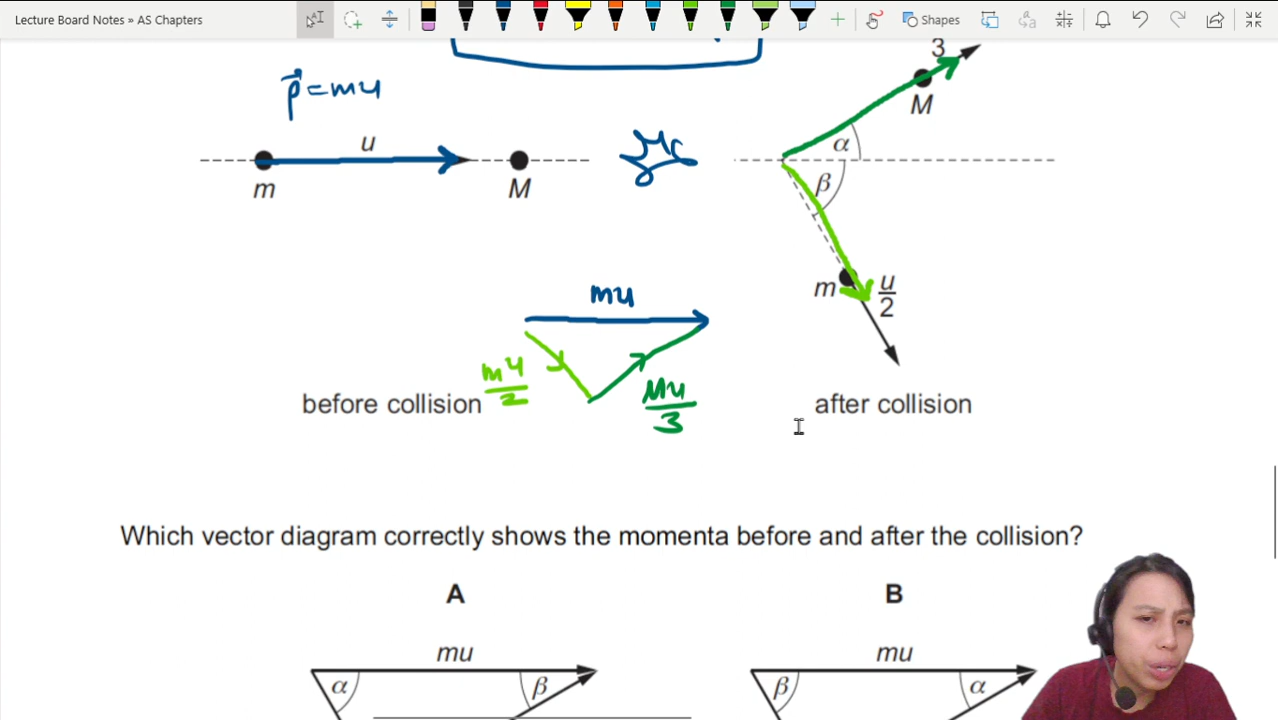 Lecture Board Notes » AS Chapters
Shapes
p⃗ = mu
3
M
u
α
m
M
β
m
u
2
mu
mu
2
Mu
3
before collision
after collision
Which vector diagram correctly shows the momenta before and after the collision?
A
B
mu
mu
α
β
β
α